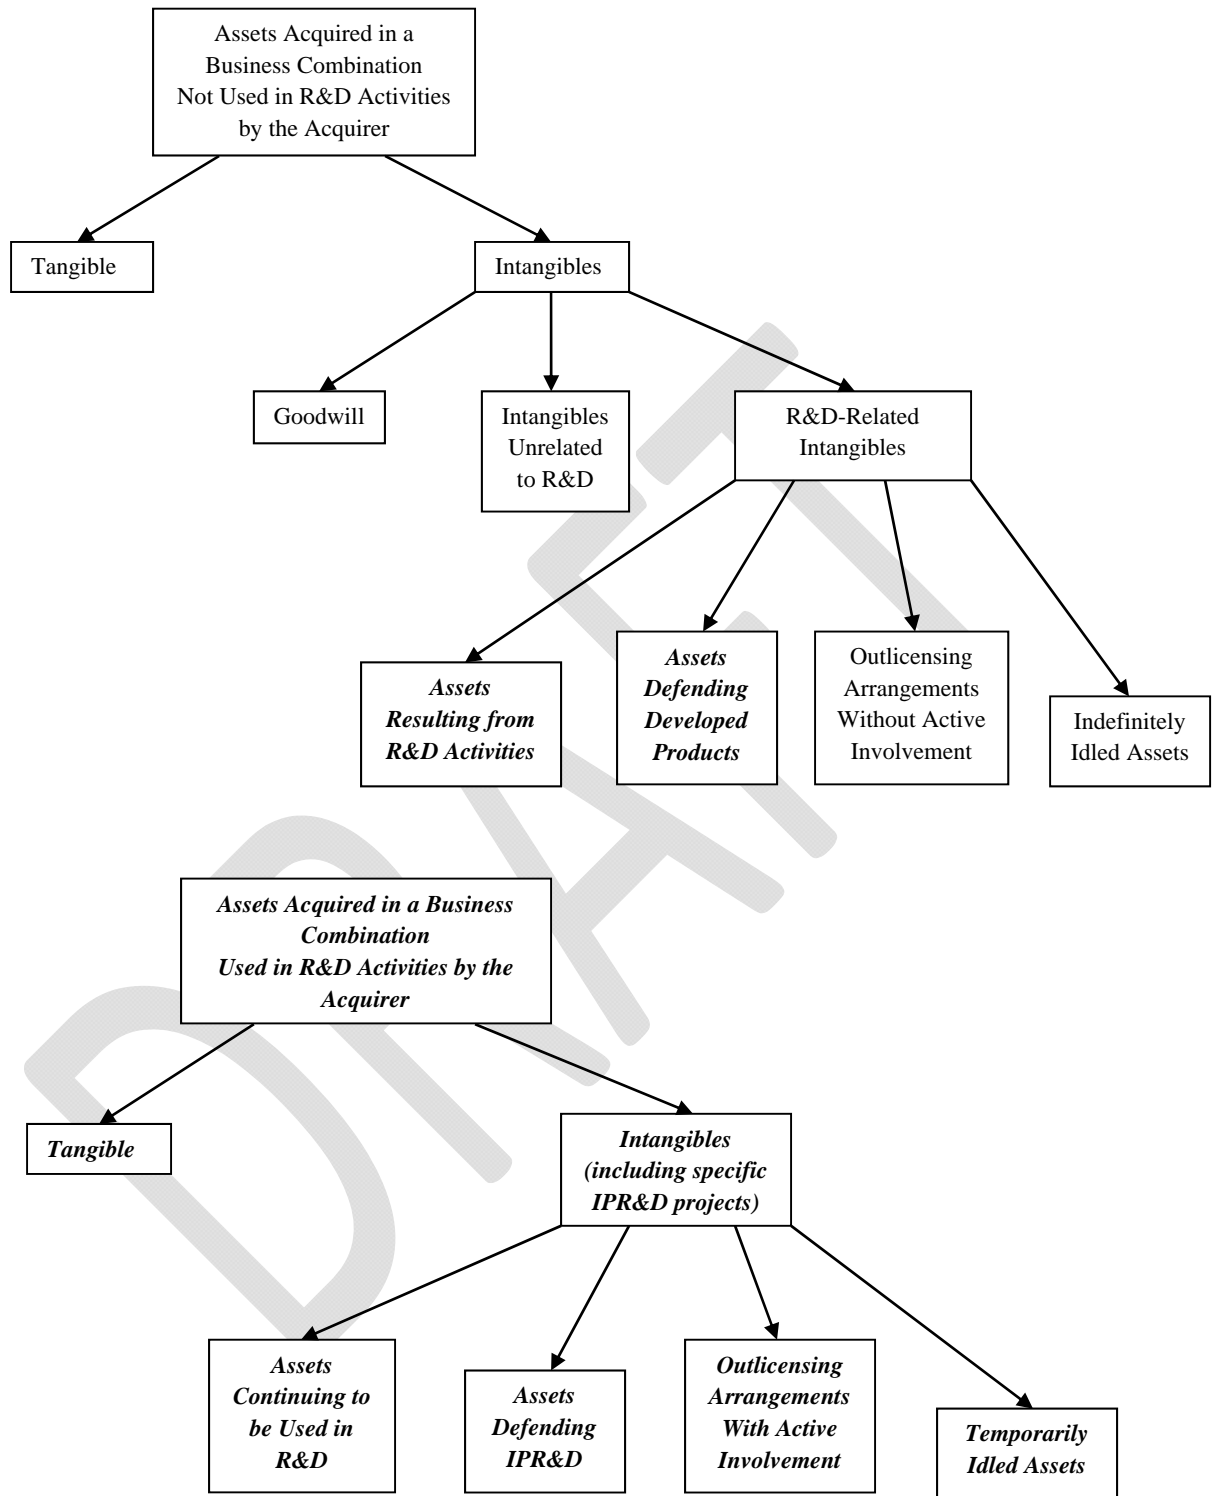 Assets Acquired in a
Business Combination
Not Used in R&D Activities
by the Acquirer
Tangible
Intangibles
Goodwill
Intangibles
Unrelated
to R&D
R&D-Related
Intangibles
Assets
Resulting from
R&D Activities
Assets
Defending
Developed
Products
Outlicensing
Arrangements
Without Active
Involvement
Indefinitely
Idled Assets
DRAFT
Assets Acquired in a Business
Combination
Used in R&D Activities by the
Acquirer
Tangible
Intangibles
(including specific
IPR&D projects)
Assets
Continuing to
be Used in
R&D
Assets
Defending
IPR&D
Outlicensing
Arrangements
With Active
Involvement
Temporarily
Idled Assets